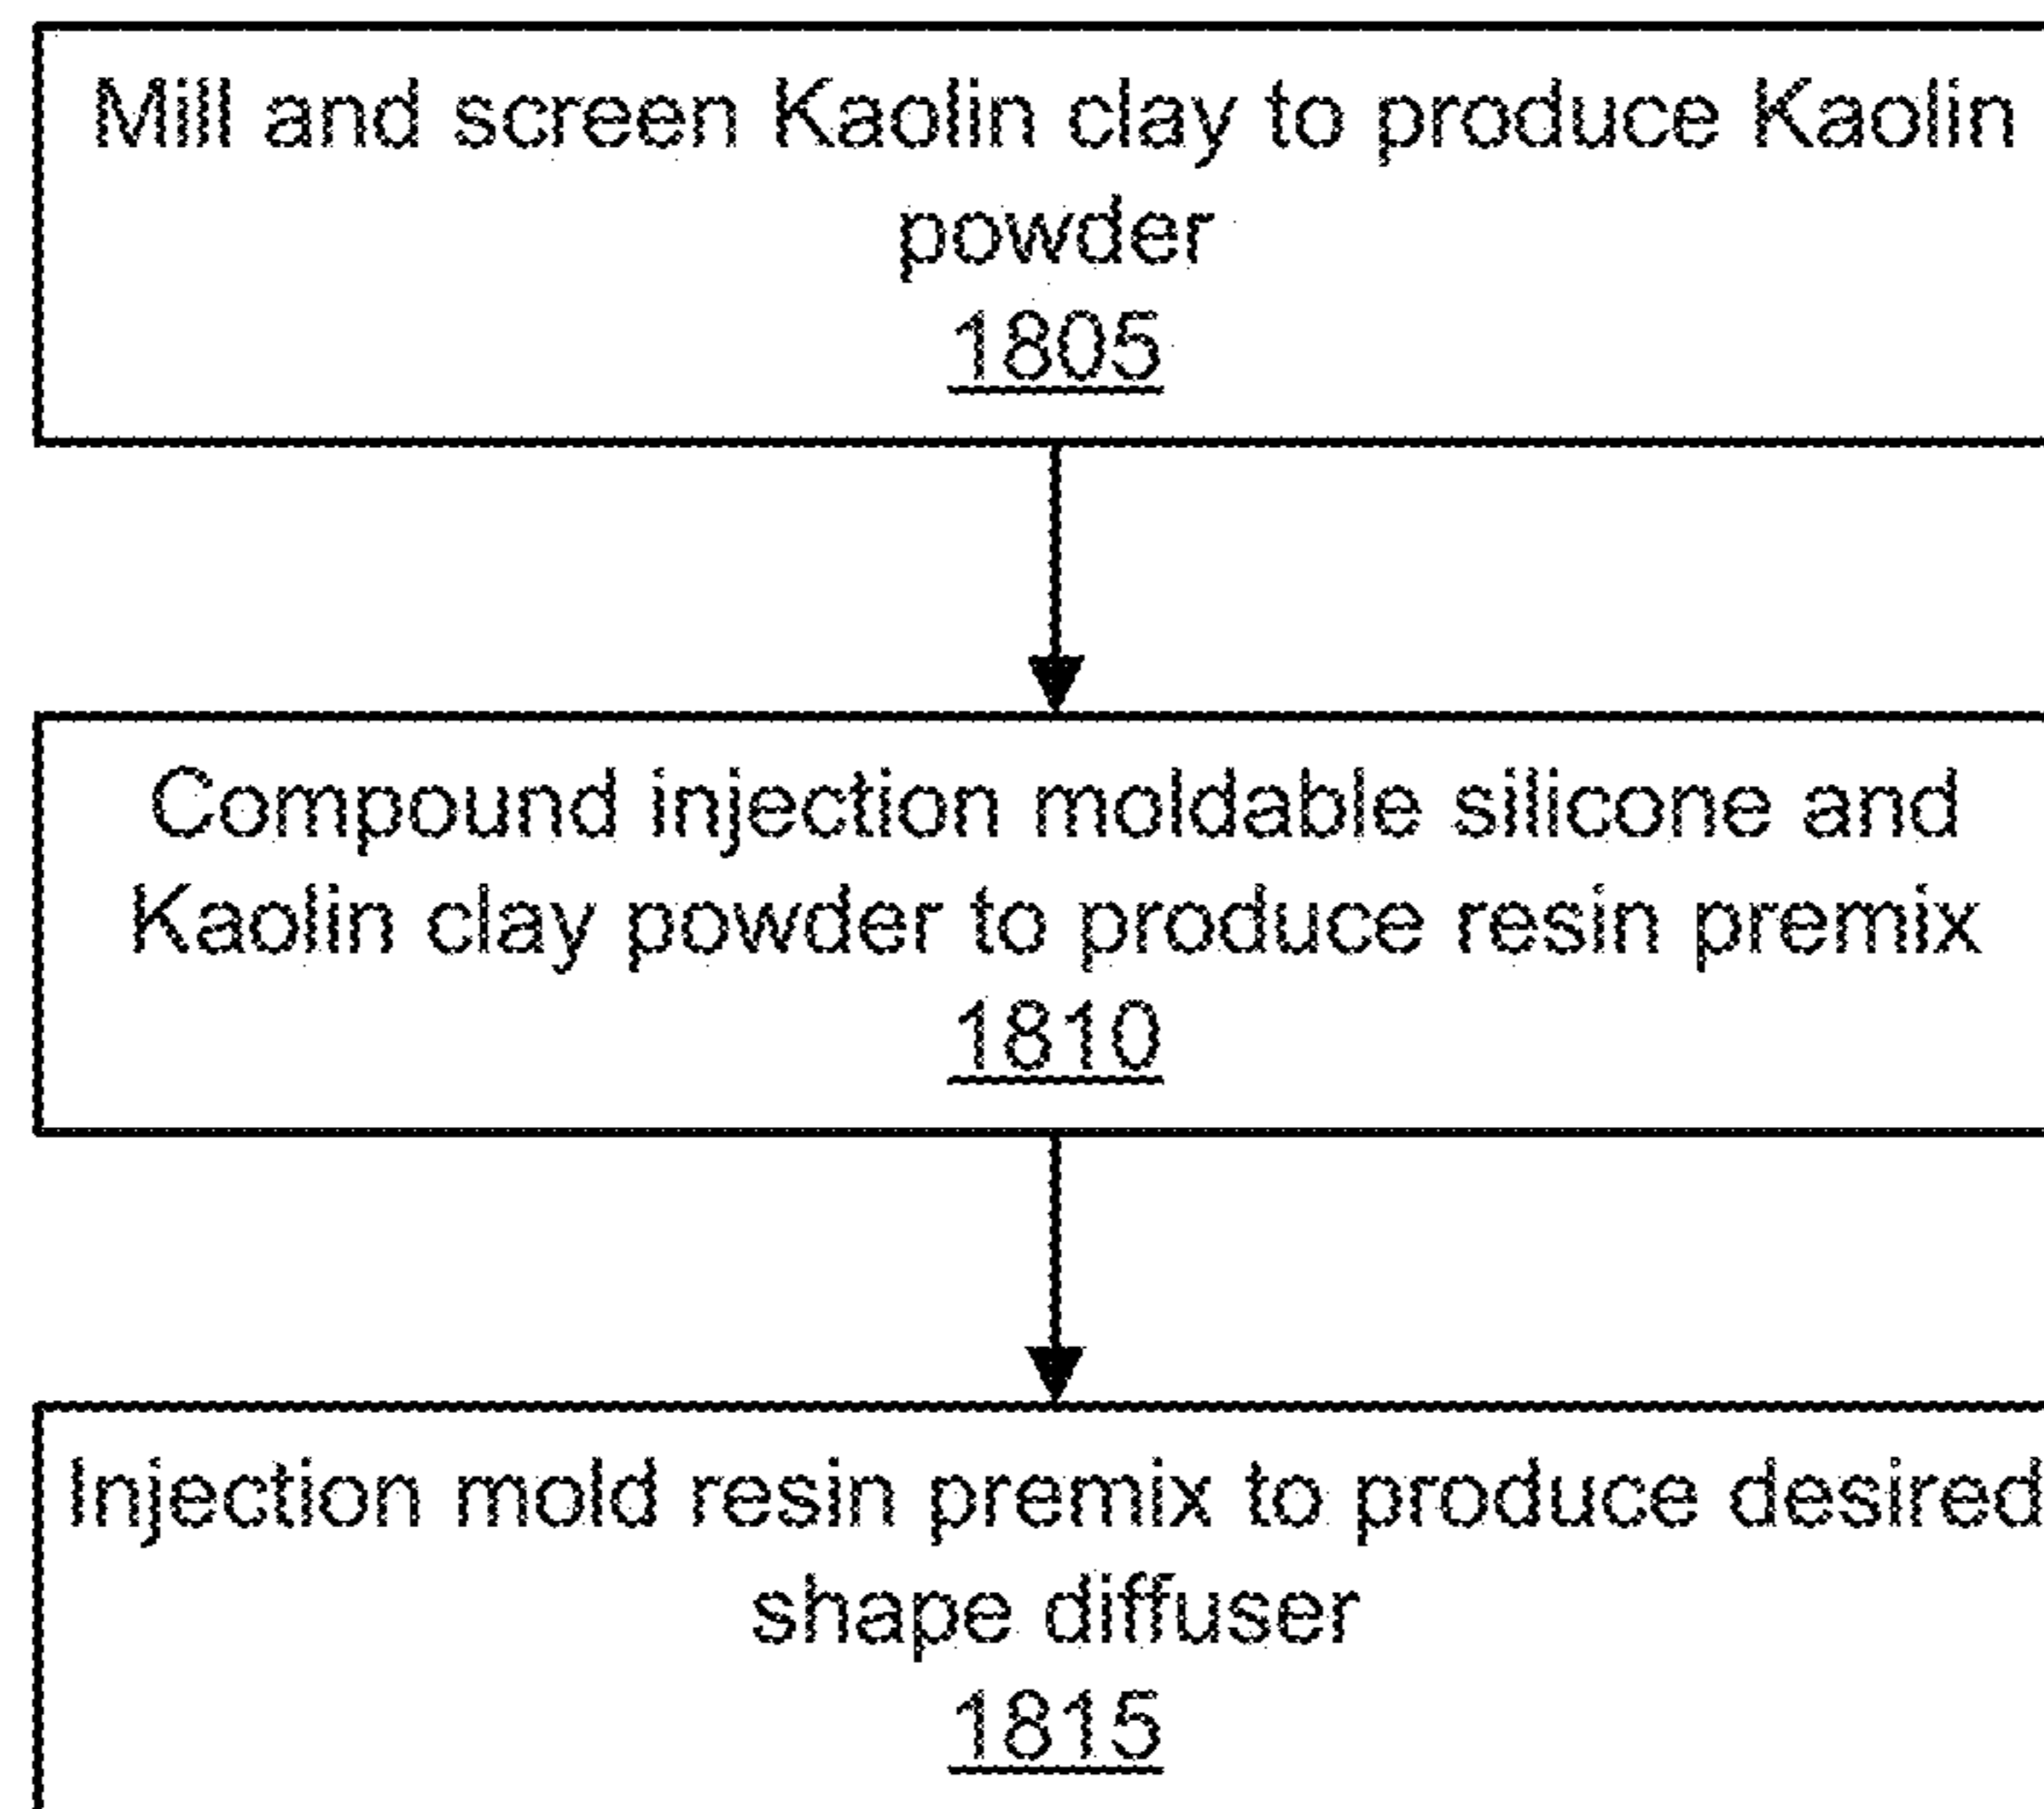 Mill and screen Kaolin clay to produce Kaolin
powder
1805
Compound injection moldable silicone and
Kaolin clay powder to produce resin premix
1810
Injection mold resin premix to produce desired
shape diffuser
1815